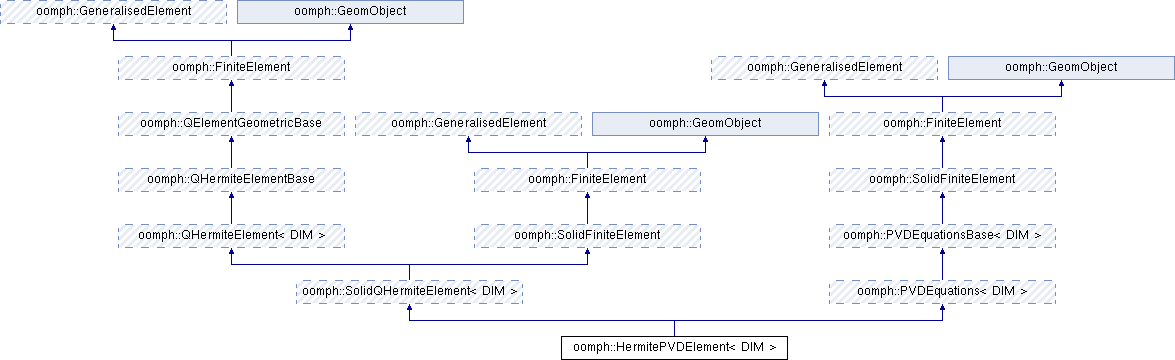 oomph::GeneralisedElement
oomph::GeomObject
oomph::FiniteElement
oomph::GeneralisedElement
oomph::GeomObject
oomph::QElementGeometricBase
oomph::GeneralisedElement
oomph::GeomObject
oomph::FiniteElement
oomph::QHermiteElementBase
oomph::FiniteElement
oomph::SolidFiniteElement
oomph::QHermiteElement< DIM >
oomph::SolidFiniteElement
oomph::PVDEquationsBase< DIM >
oomph::SolidQHermiteElement< DIM >
oomph::PVDEquations< DIM >
oomph::HermitePVDElement< DIM >